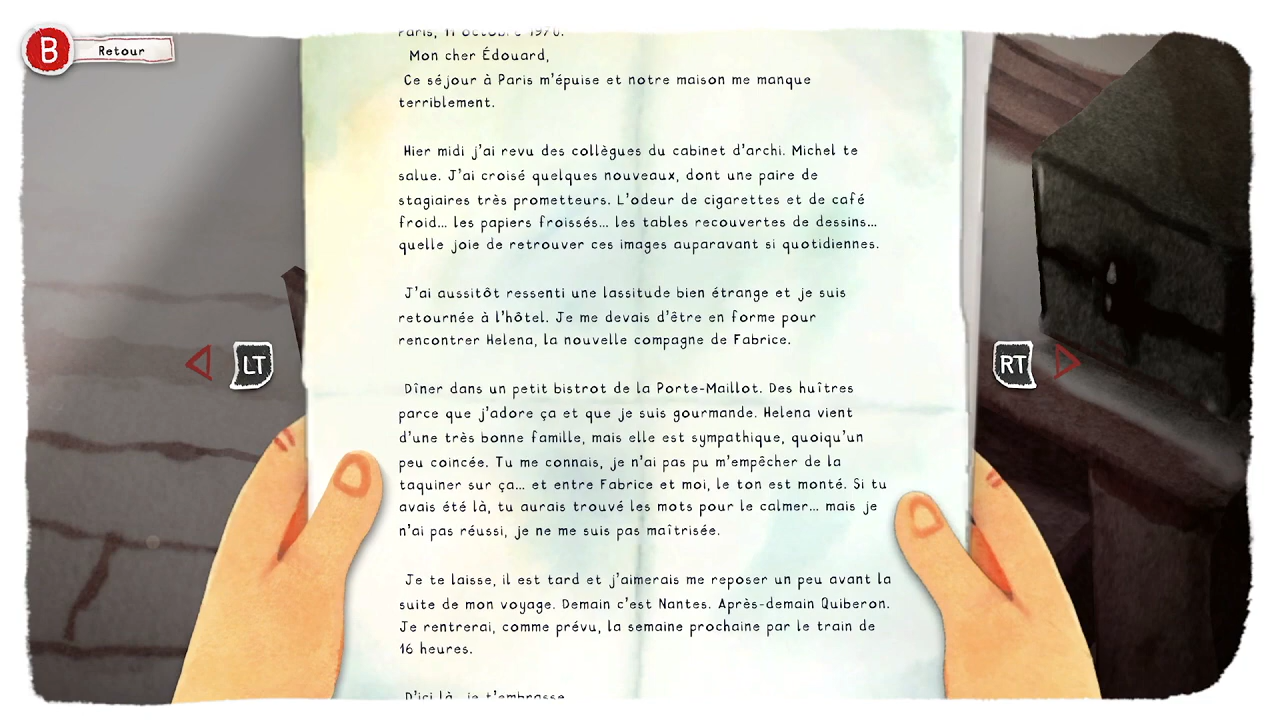 B
Retour
Paris, 11 octobre 1970.
Mon cher Édouard,
Ce séjour à Paris m'épuise et notre maison me manque
terriblement.
Hier midi j'ai revu des collègues du cabinet d'archi. Michel te
salue. J'ai croisé quelques nouveaux, dont une paire de
stagiaires très prometteurs. L'odeur de cigarettes et de café
froid... les papiers froissés... les tables recouvertes de dessins...
quelle joie de retrouver ces images auparavant si quotidiennes.
J'ai aussitôt ressenti une lassitude bien étrange et je suis
retournée à l'hôtel. Je me devais d'être en forme pour
rencontrer Helena, la nouvelle compagne de Fabrice.
LT
RT
Dîner dans un petit bistrot de la Porte-Maillot. Des huîtres
parce que j'adore ça et que je suis gourmande. Helena vient
d'une très bonne famille, mais elle est sympathique, quoiqu'un
peu coincée. Tu me connais, je n'ai pas pu m'empêcher de la
taquiner sur ça... et entre Fabrice et moi, le ton est monté. Si tu
avais été là, tu aurais trouvé les mots pour le calmer... mais je
n'ai pas réussi, je ne me suis pas maîtrisée.
Je te laisse, il est tard et j'aimerais me reposer un peu avant la
suite de mon voyage. Demain c'est Nantes. Après-demain Quiberon.
Je rentrerai, comme prévu, la semaine prochaine par le train de
16 heures.
D'ici là, je t'embrasse